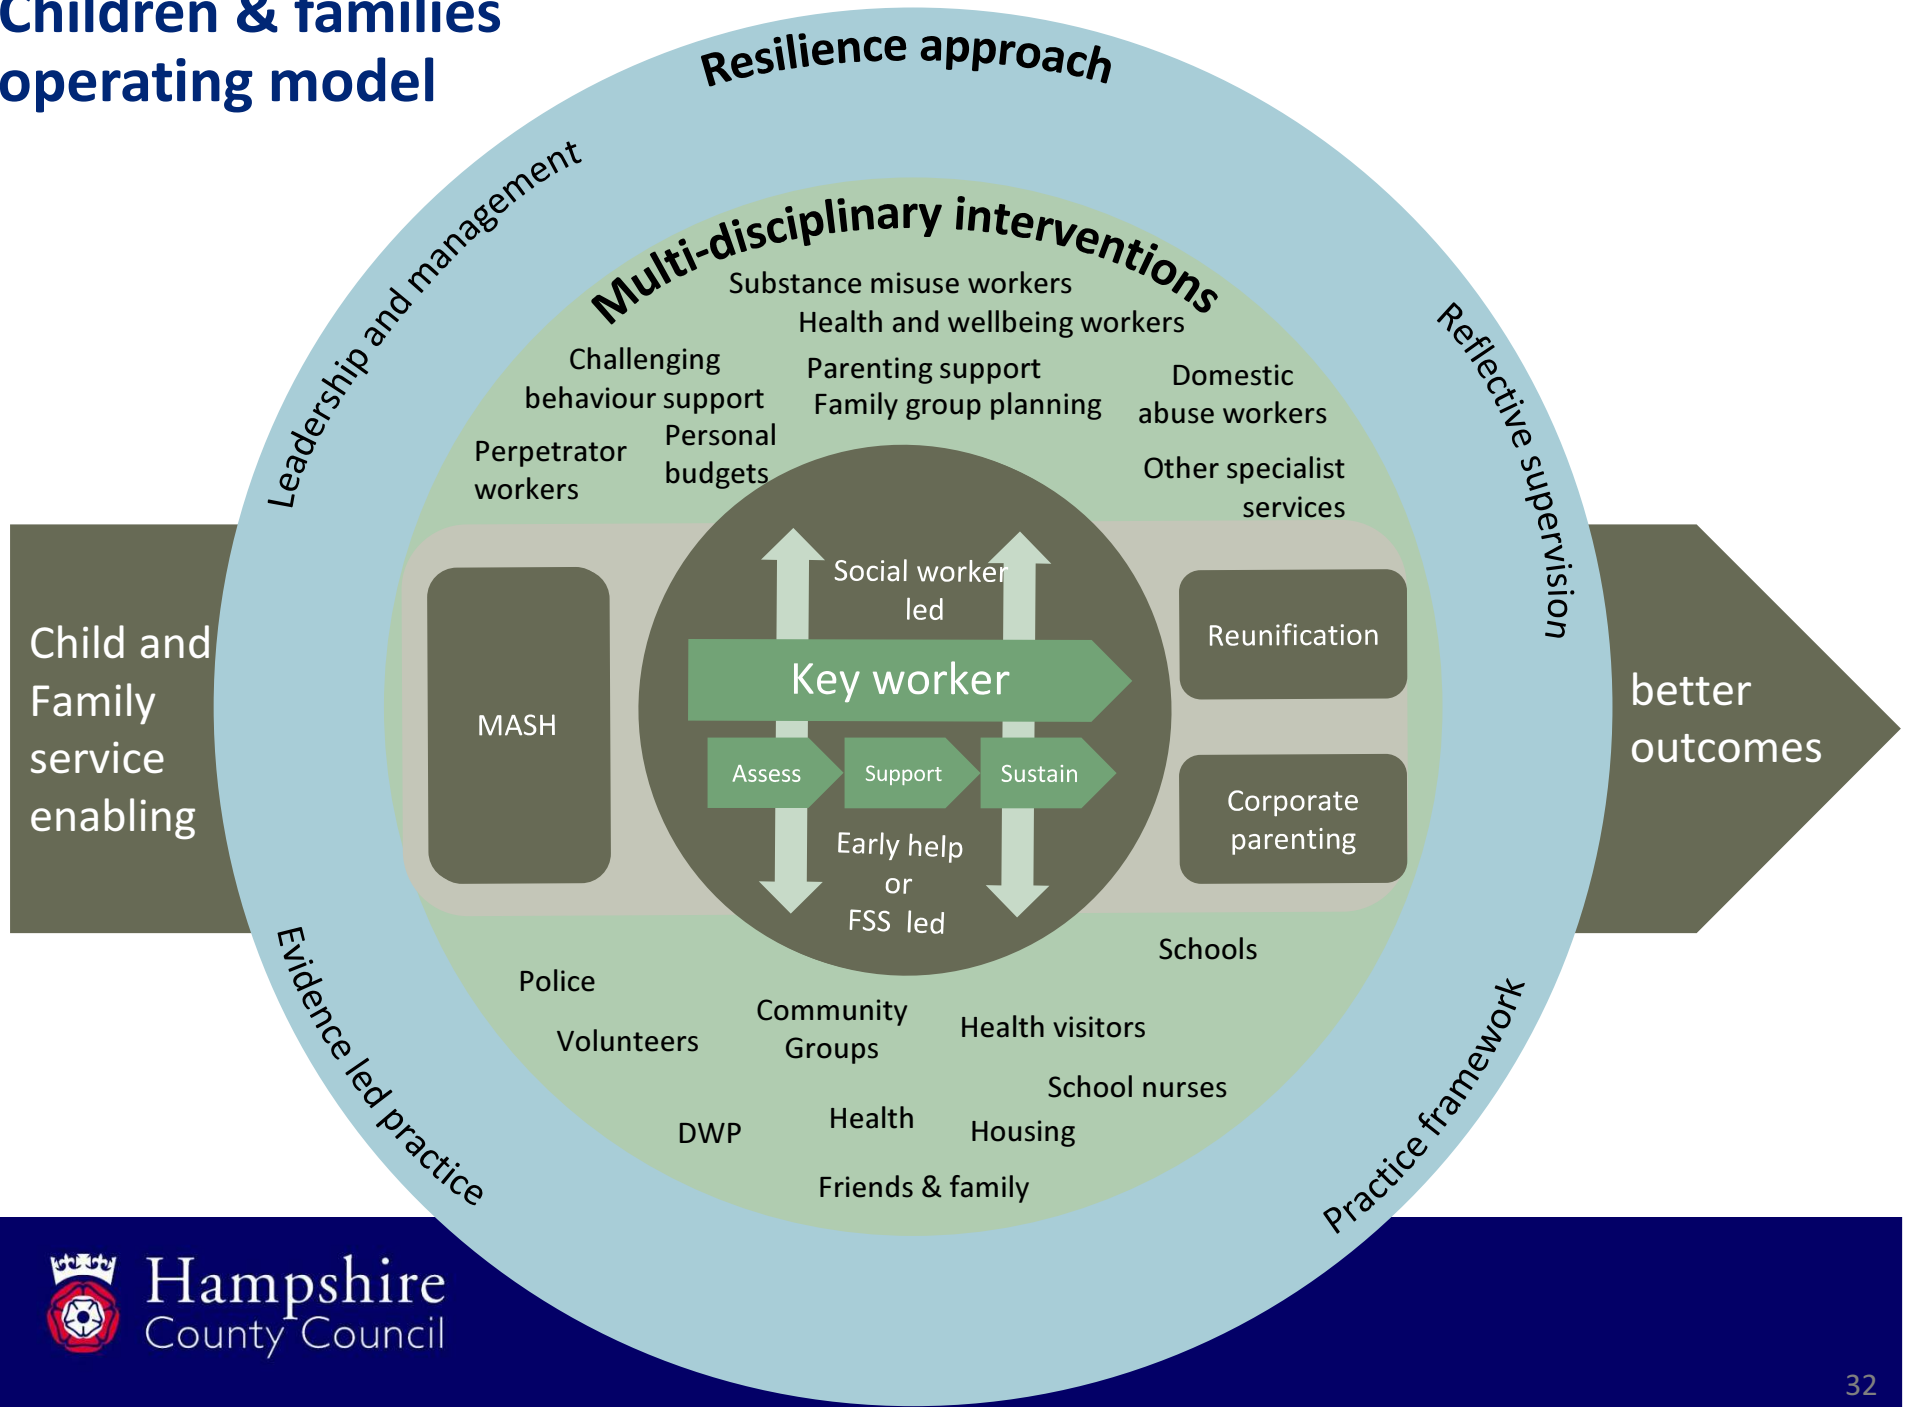 Children & families
operating model
Resilience approach
Leadership and management
Reflective supervision
Evidence led practice
Practice framework
Multi-disciplinary interventions
Substance misuse workers
Health and wellbeing workers
Challenging
behaviour support
Parenting support
Family group planning
Domestic
abuse workers
Perpetrator
workers
Personal
budgets
Other specialist
services
Child and
Family
service
enabling
MASH
Social worker
led
Key worker
Assess
Support
Sustain
Early help
or
FSS led
Reunification
Corporate
parenting
better
outcomes
Schools
Police
Volunteers
Community
Groups
Health visitors
School nurses
DWP
Health
Housing
Friends & family
Hampshire
County Council
32